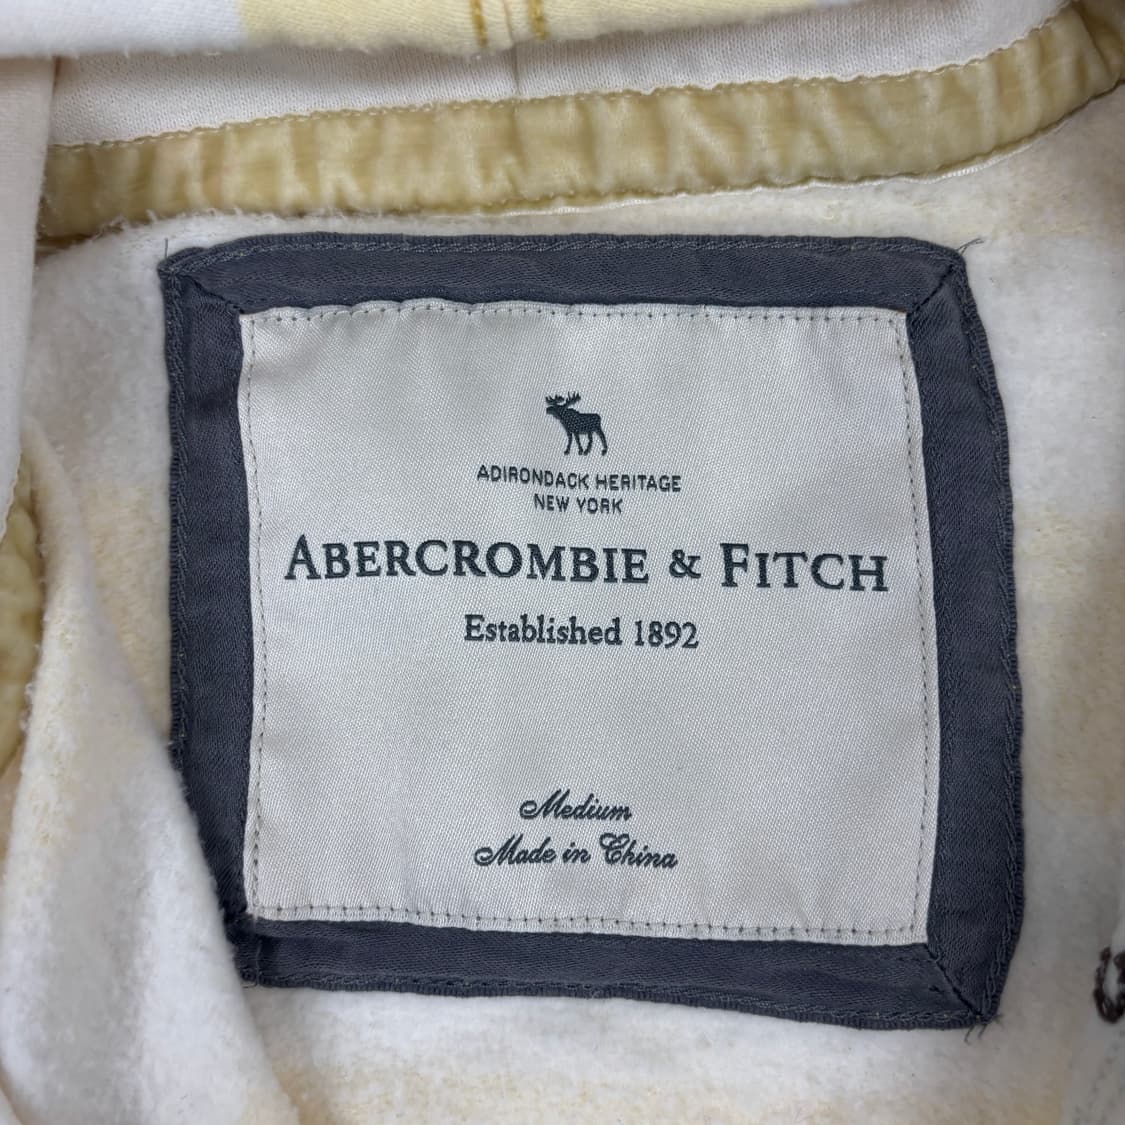 ADIRONDACK HERITAGE
NEW YORK
ABERCROMBIE & FITCH
Established 1892
Medium
Made in China